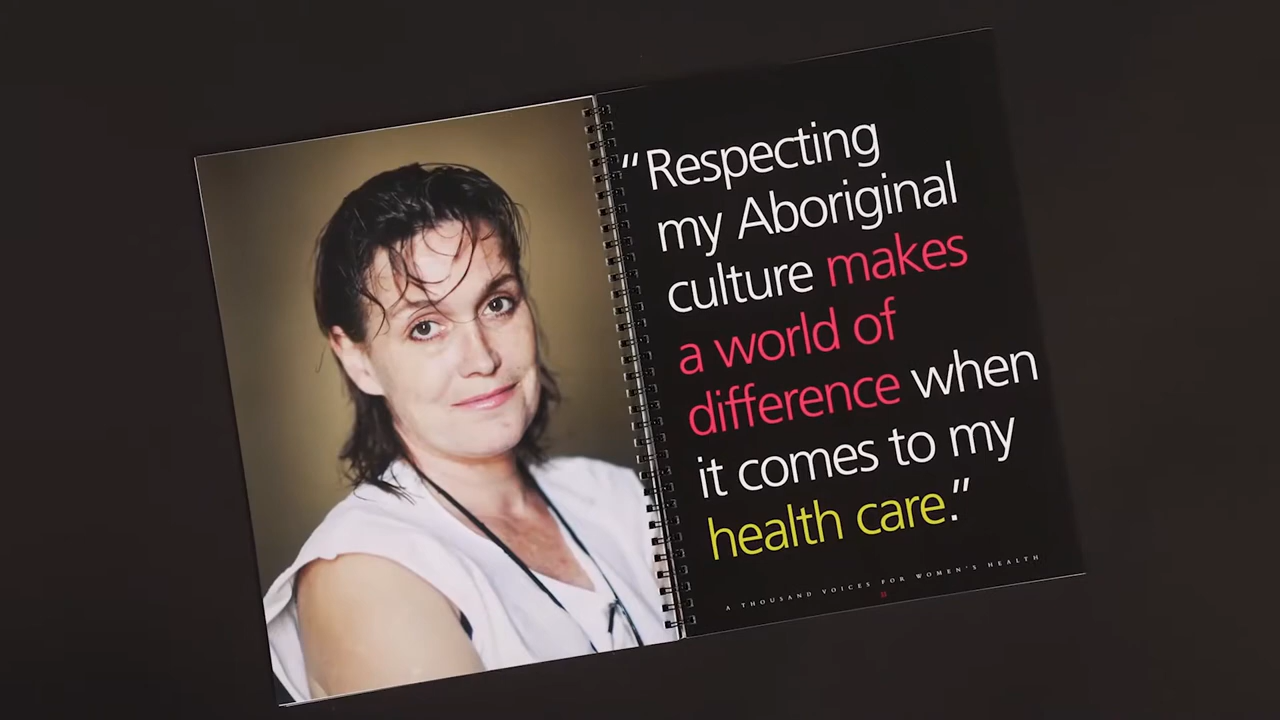 “Respecting
my Aboriginal
culture makes
a world of
difference when
it comes to my
health care.”
A THOUSAND VOICES FOR WOMEN'S HEALTH